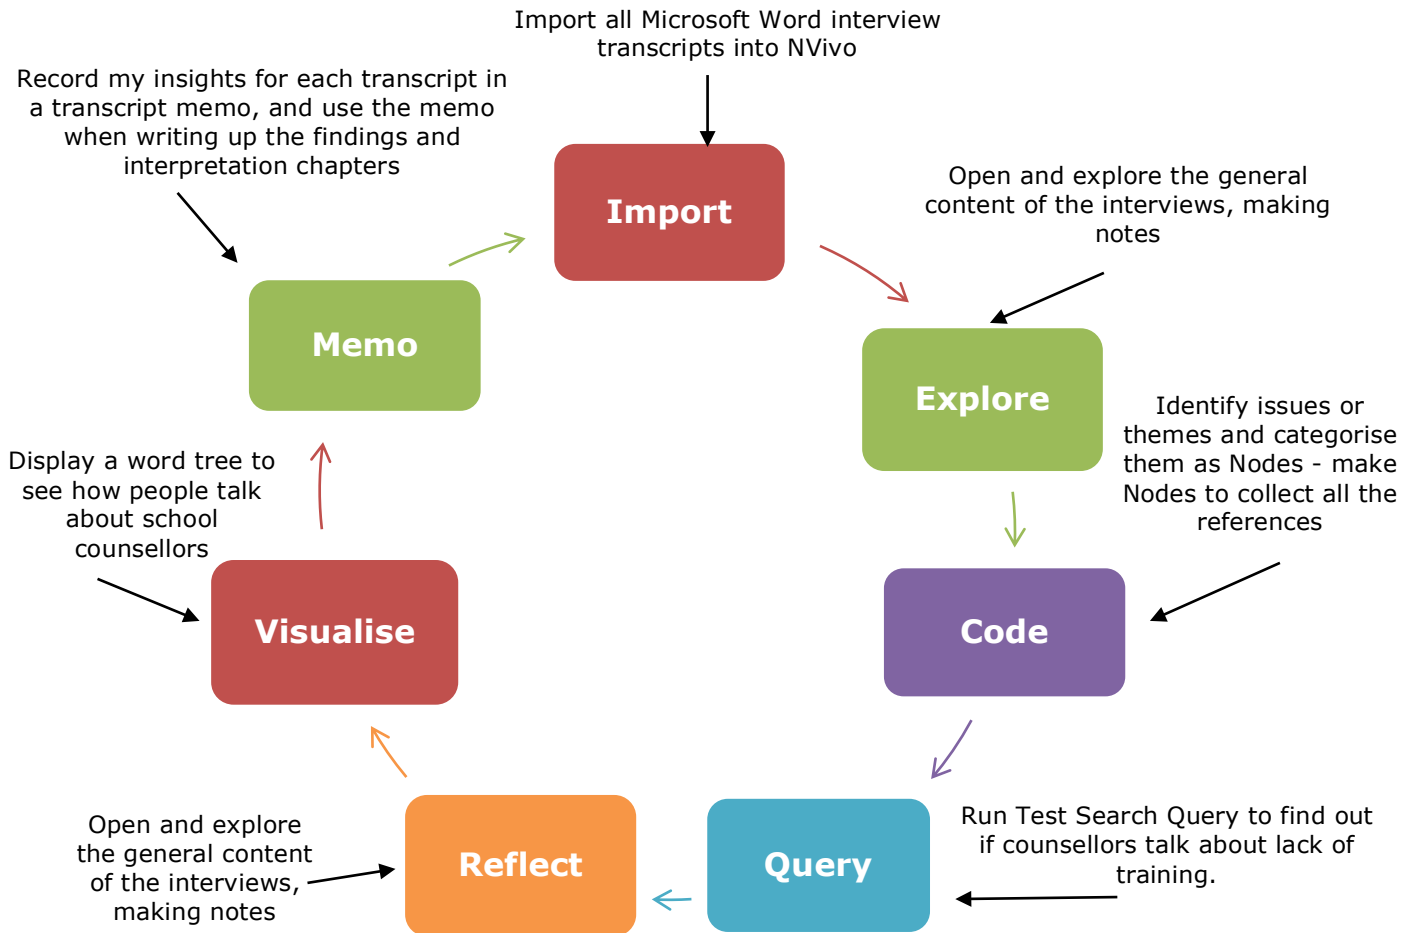 Import all Microsoft Word interview
transcripts into NVivo
Record my insights for each transcript in
a transcript memo, and use the memo
when writing up the findings and
interpretation chapters
Import
Open and explore the general
content of the interviews, making
notes
Memo
Explore
Identify issues or
themes and categorise
them as Nodes - make
Nodes to collect all the
references
Display a word tree to
see how people talk
about school
counsellors
Visualise
Code
Open and explore
the general content
of the interviews,
making notes
Reflect
Query
Run Test Search Query to find out
if counsellors talk about lack of
training.